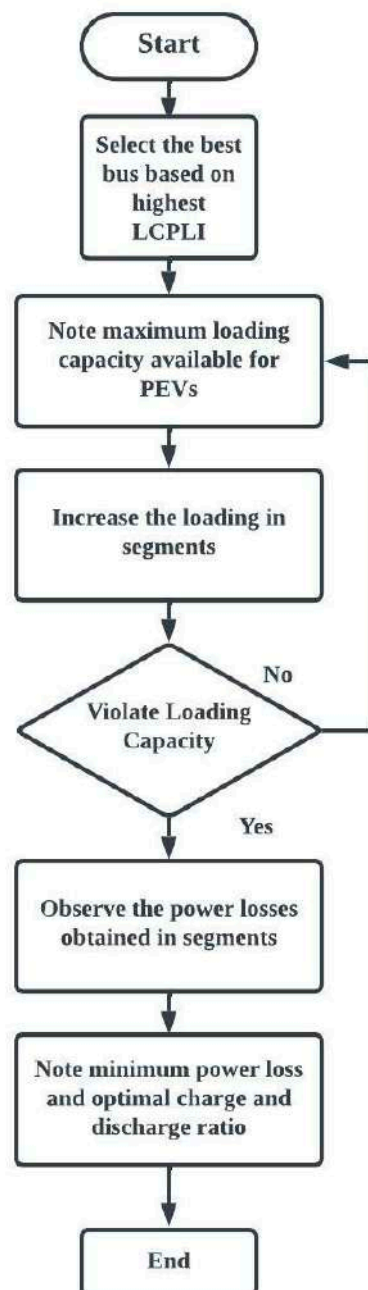 Start
Select the best
bus based on
highest
LCPLI
Note maximum loading
capacity available for
PEVs
Increase the loading in
segments
No
Violate Loading
Capacity
Yes
Observe the power losses
obtained in segments
Note minimum power loss
and optimal charge and
discharge ratio
End